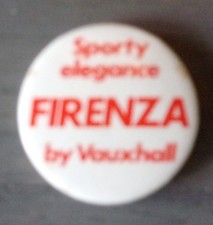 Sporty
elegance
FIRENZA
by Vauxhall